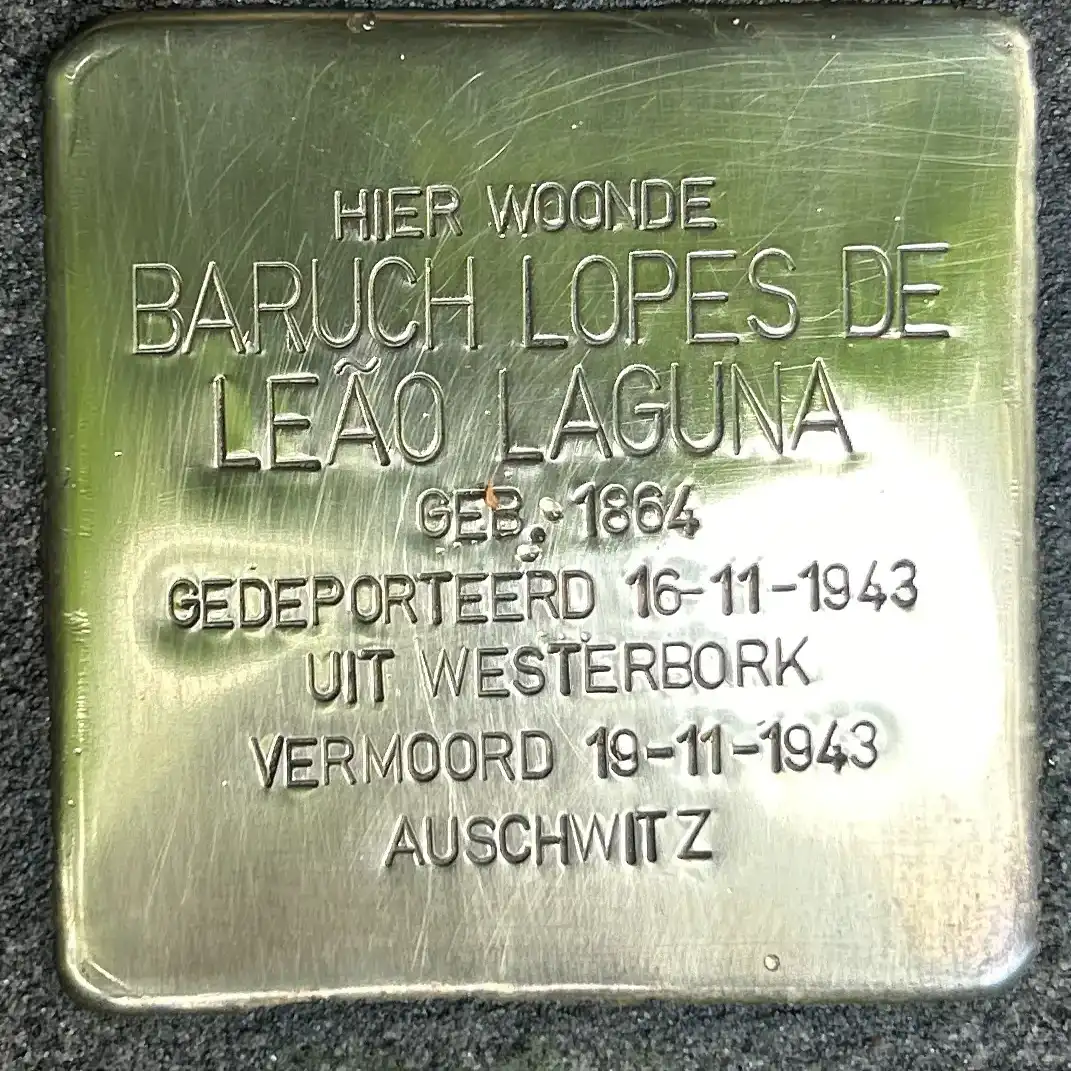 HIER WOONDE
BARUCH LOPES DE
LEÃO LAGUNA
GEB. 1864
GEDEPORTEERD 16-11-1943
UIT WESTERBORK
VERMOORD 19-11-1943
AUSCHWITZ